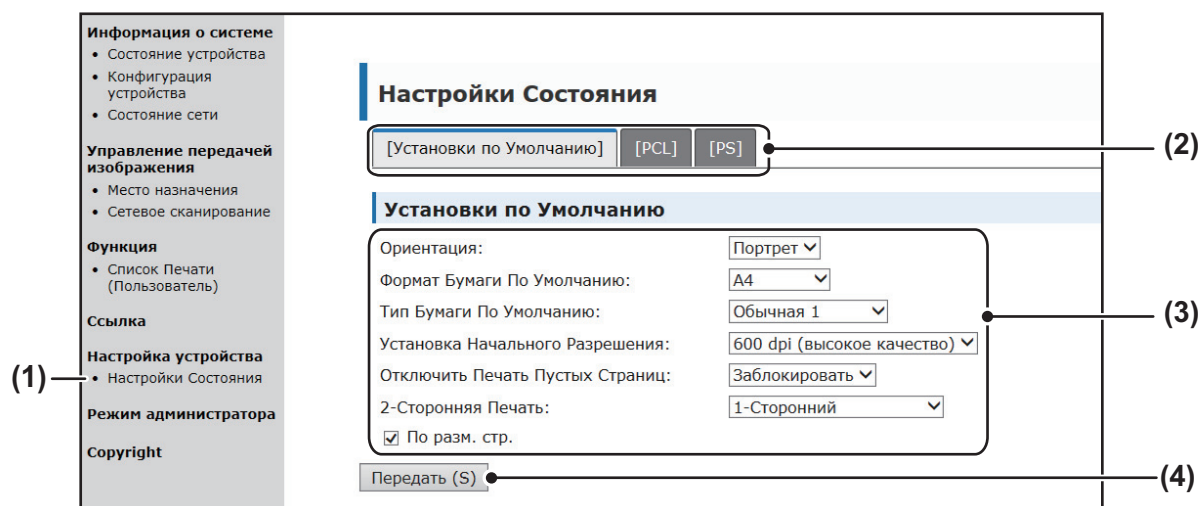 Информация о системе
• Состояние устройства
• Конфигурация
устройства
• Состояние сети
Управление передачей
изображения
• Место назначения
• Сетевое сканирование
Функция
• Список Печати
(Пользователь)
Ссылка
Настройка устройства
(1)
• Настройки Состояния
Режим администратора
Copyright
Настройки Состояния
[Установки по Умолчанию] [PCL] [PS]
(2)
Установки по Умолчанию
Ориентация: Портрет
Формат Бумаги По Умолчанию: A4
Тип Бумаги По Умолчанию: Обычная 1
(3)
Установка Начального Разрешения: 600 dpi (высокое качество)
Отключить Печать Пустых Страниц: Заблокировать
2-Сторонняя Печать: 1-Сторонний
По разм. стр.
Передать (S)
(4)